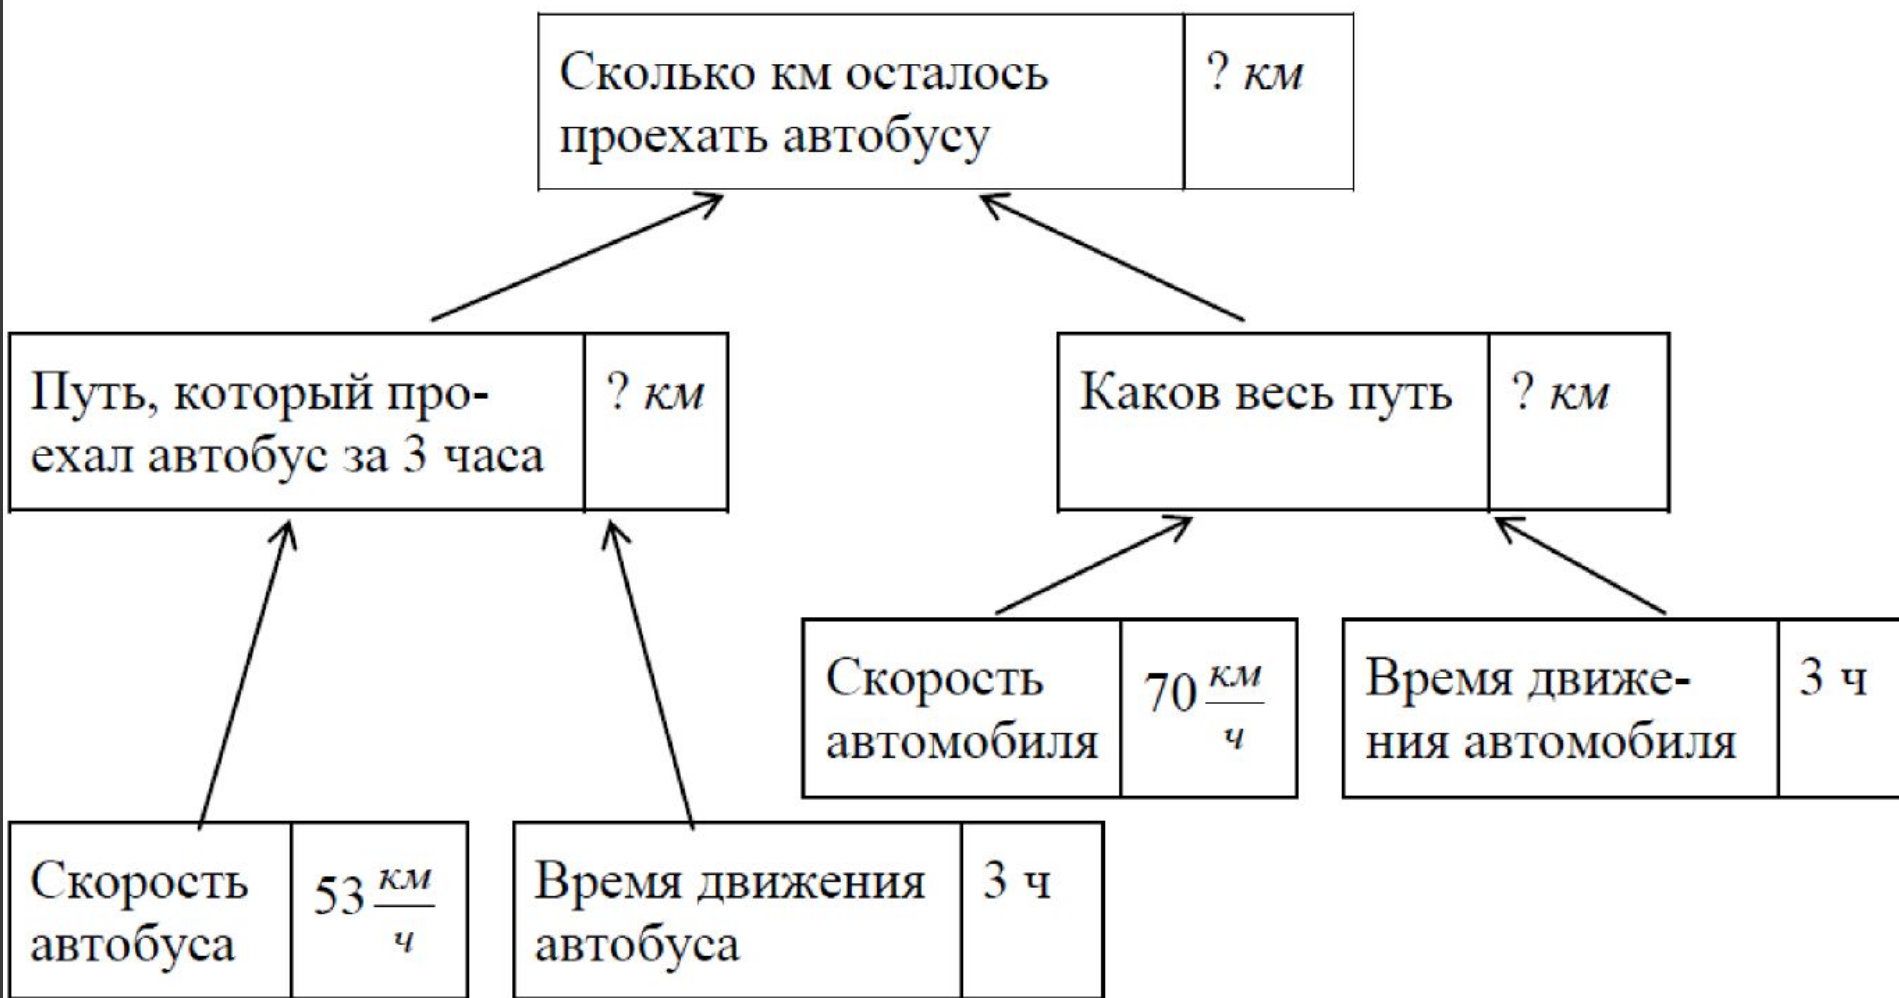 Сколько км осталось
проехать автобусу
? км
Путь, который про-
ехал автобус за 3 часа
? км
Каков весь путь
? км
Скорость
автомобиля
70 км/ч
Время движе-
ния автомобиля
3 ч
Скорость
автобуса
53 км/ч
Время движения
автобуса
3 ч